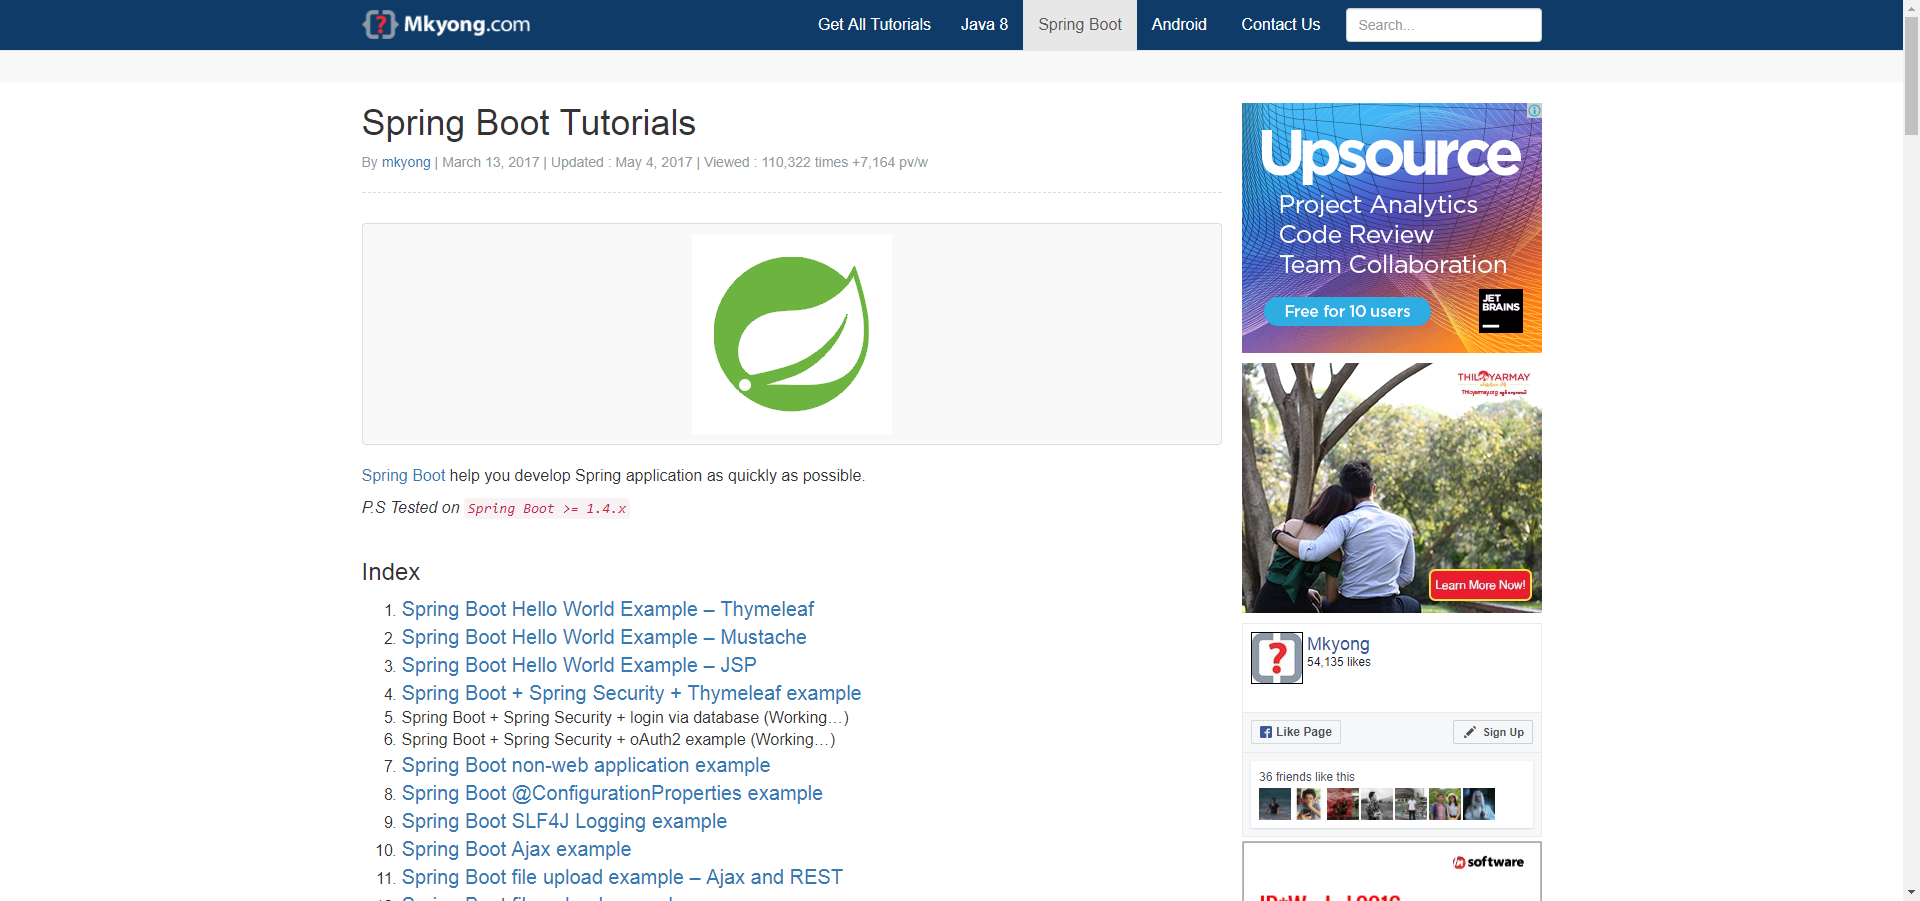 Mkyong.com
Get All Tutorials
Java 8
Spring Boot
Android
Contact Us
Search...
Spring Boot Tutorials
By mkyong | March 13, 2017 | Updated : May 4, 2017 | Viewed : 110,322 times +7,164 pv/w
Spring Boot help you develop Spring application as quickly as possible.
P.S Tested on Spring Boot >= 1.4.x
Index
1. Spring Boot Hello World Example – Thymeleaf
2. Spring Boot Hello World Example – Mustache
3. Spring Boot Hello World Example – JSP
4. Spring Boot + Spring Security + Thymeleaf example
5. Spring Boot + Spring Security + login via database (Working…)
6. Spring Boot + Spring Security + oAuth2 example (Working…)
7. Spring Boot non-web application example
8. Spring Boot @ConfigurationProperties example
9. Spring Boot SLF4J Logging example
10. Spring Boot Ajax example
11. Spring Boot file upload example – Ajax and REST
Upsource
Project Analytics
Code Review
Team Collaboration
Free for 10 users
JET
BRAINS
THILOYARMAY
Learn More Now!
Mkyong
54,135 likes
Like Page
Sign Up
36 friends like this
software